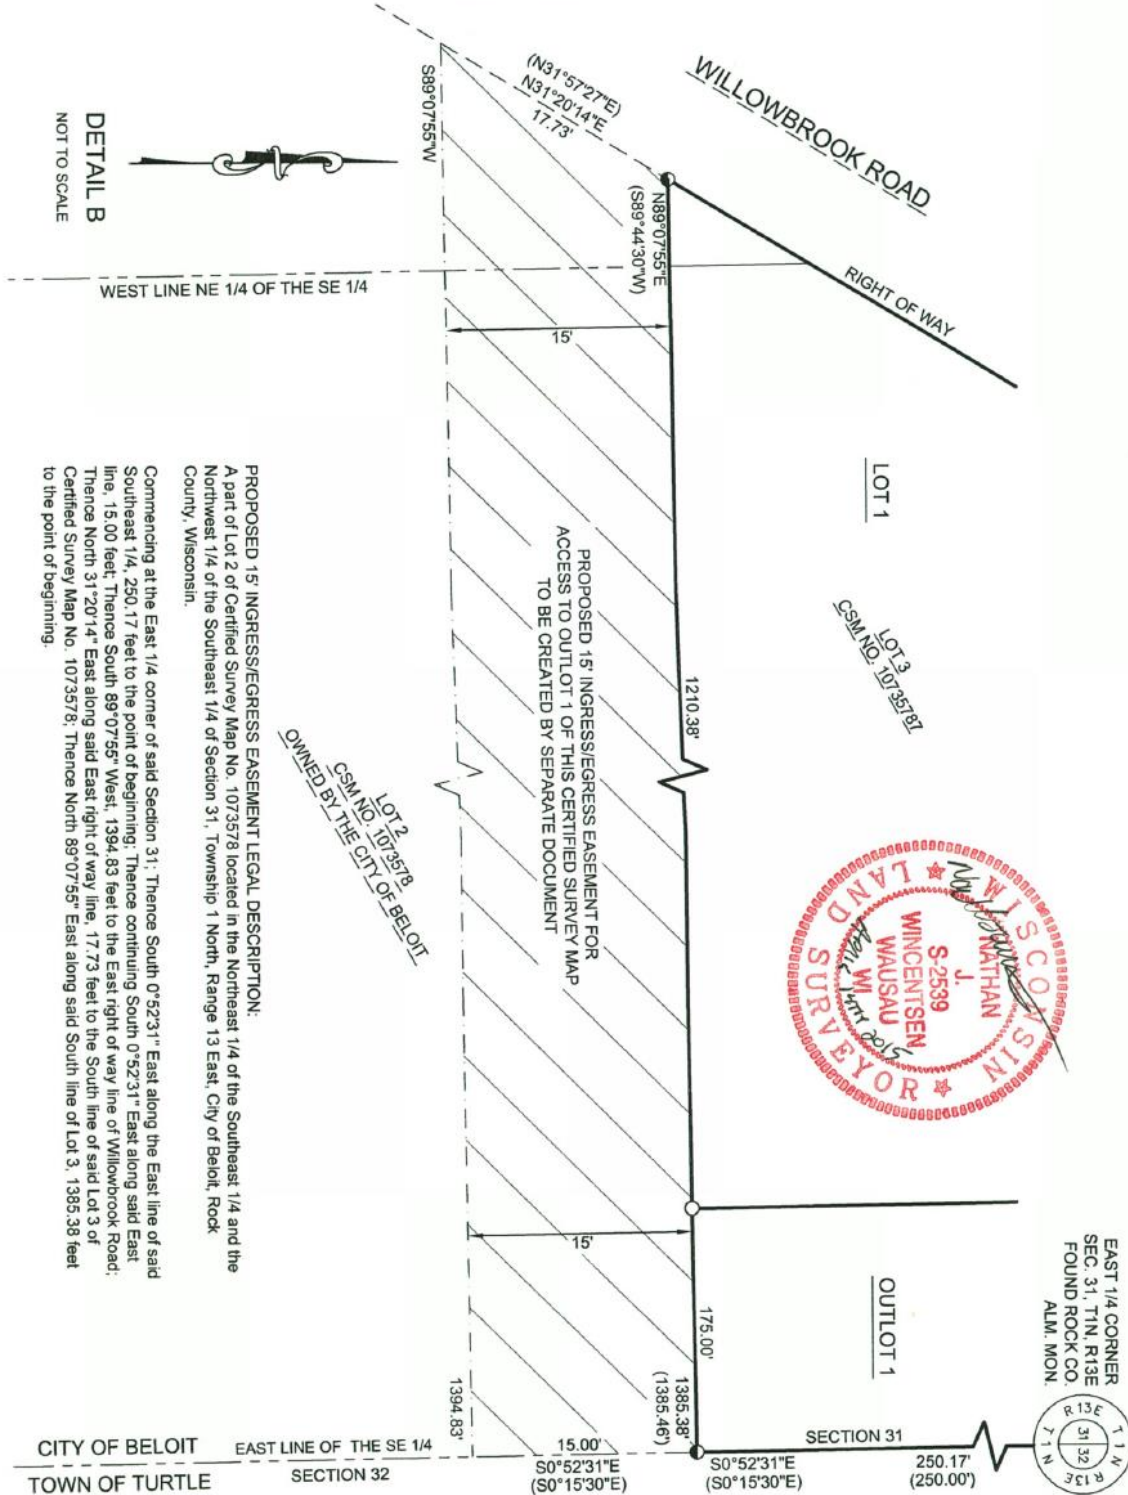 WILLOWBROOK ROAD
RIGHT OF WAY
(N31°57'27"E)
N31°20'14"E
17.73'
S89°07'55"W
N89°07'55"E
(S89°44'30"W)
DETAIL B
NOT TO SCALE
WEST LINE NE 1/4 OF THE SE 1/4
15'
LOT 1
LOT 3
CSM NO. 10735787
1210.38'
PROPOSED 15' INGRESS/EGRESS EASEMENT FOR
ACCESS TO OUTLOT 1 OF THIS CERTIFIED SURVEY MAP
TO BE CREATED BY SEPARATE DOCUMENT
LOT 2
CSM NO. 1073578
OWNED BY THE CITY OF BELOIT
PROPOSED 15' INGRESS/EGRESS EASEMENT LEGAL DESCRIPTION:
A part of Lot 2 of Certified Survey Map No. 1073578 located in the Northeast 1/4 of the Southeast 1/4 and the
Northwest 1/4 of the Southeast 1/4 of Section 31, Township 1 North, Range 13 East, City of Beloit, Rock
County, Wisconsin.
Commencing at the East 1/4 corner of said Section 31; Thence South 0°52'31" East along the East line of said
Southeast 1/4, 250.17 feet to the point of beginning; Thence continuing South 0°52'31" East along said East
line, 15.00 feet; Thence South 89°07'55" West, 1394.83 feet to the East right of way line of Willowbrook Road;
Thence North 31°20'14" East along said East right of way line, 17.73 feet to the South line of said Lot 3 of
Certified Survey Map No. 1073578; Thence North 89°07'55" East along said South line of Lot 3, 1385.38 feet
to the point of beginning.
WISCONSIN
LAND SURVEYOR
NATHAN
J.
WINCENTSEN
S-2539
WAUSAU
WI
APRIL 14TH 2015
15'
OUTLOT 1
175.00'
1385.38'
(1385.46')
1394.83'
EAST 1/4 CORNER
SEC. 31, T1N, R13E
FOUND ROCK CO.
ALM. MON.
R13E
T1N
31
32
R13E
T1N
SECTION 31
250.17'
(250.00')
S0°52'31"E
(S0°15'30"E)
15.00'
S0°52'31"E
(S0°15'30"E)
EAST LINE OF THE SE 1/4
SECTION 32
CITY OF BELOIT
TOWN OF TURTLE